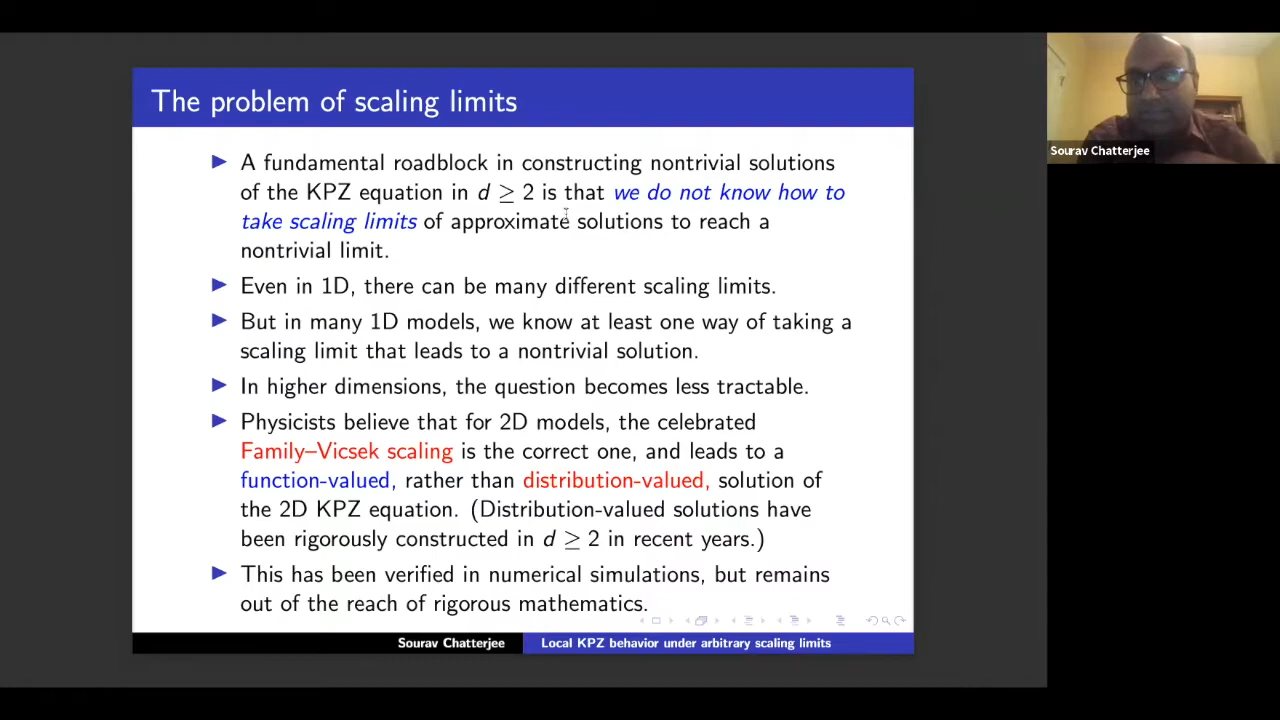 The problem of scaling limits
A fundamental roadblock in constructing nontrivial solutions
of the KPZ equation in d ≥ 2 is that we do not know how to
take scaling limits of approximate solutions to reach a
nontrivial limit.
Even in 1D, there can be many different scaling limits.
But in many 1D models, we know at least one way of taking a
scaling limit that leads to a nontrivial solution.
In higher dimensions, the question becomes less tractable.
Physicists believe that for 2D models, the celebrated
Family–Vicsek scaling is the correct one, and leads to a
function-valued, rather than distribution-valued, solution of
the 2D KPZ equation. (Distribution-valued solutions have
been rigorously constructed in d ≥ 2 in recent years.)
This has been verified in numerical simulations, but remains
out of the reach of rigorous mathematics.
Sourav Chatterjee
Local KPZ behavior under arbitrary scaling limits
Sourav Chatterjee